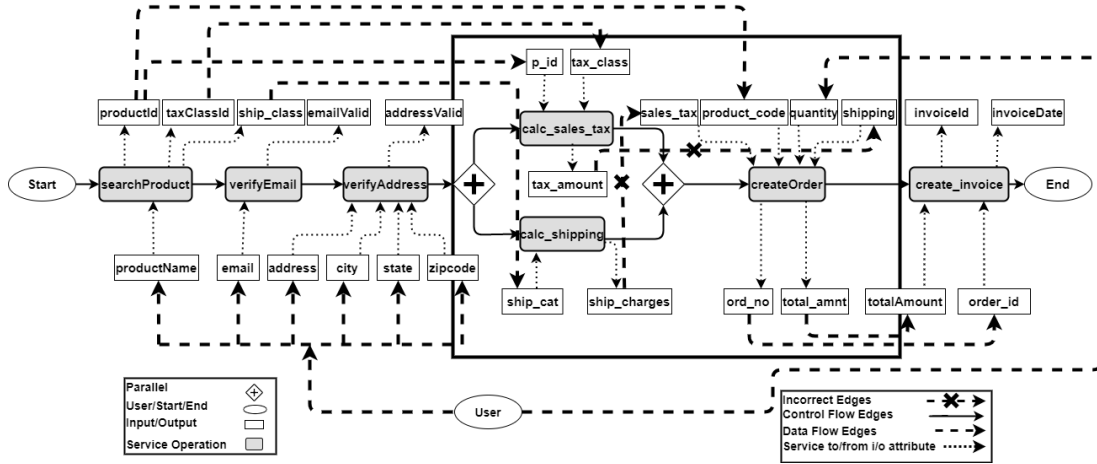 p_id
tax_class
productId
taxClassId
ship_class
emailValid
addressValid
sales_tax
product_code
quantity
shipping
invoiceId
invoiceDate
calc_sales_tax
Start
searchProduct
verifyEmail
verifyAddress
tax_amount
createOrder
create_invoice
End
calc_shipping
productName
email
address
city
state
zipcode
ship_cat
ship_charges
ord_no
total_amnt
totalAmount
order_id
Parallel
User/Start/End
Input/Output
Service Operation
User
Incorrect Edges
Control Flow Edges
Data Flow Edges
Service to/from i/o attribute